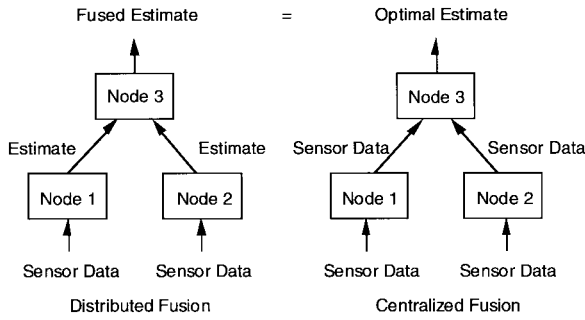 Fused Estimate = Optimal Estimate
Node 3 Node 3
Estimate Estimate Sensor Data Sensor Data
Node 1 Node 2 Node 1 Node 2
Sensor Data Sensor Data Sensor Data Sensor Data
Distributed Fusion Centralized Fusion